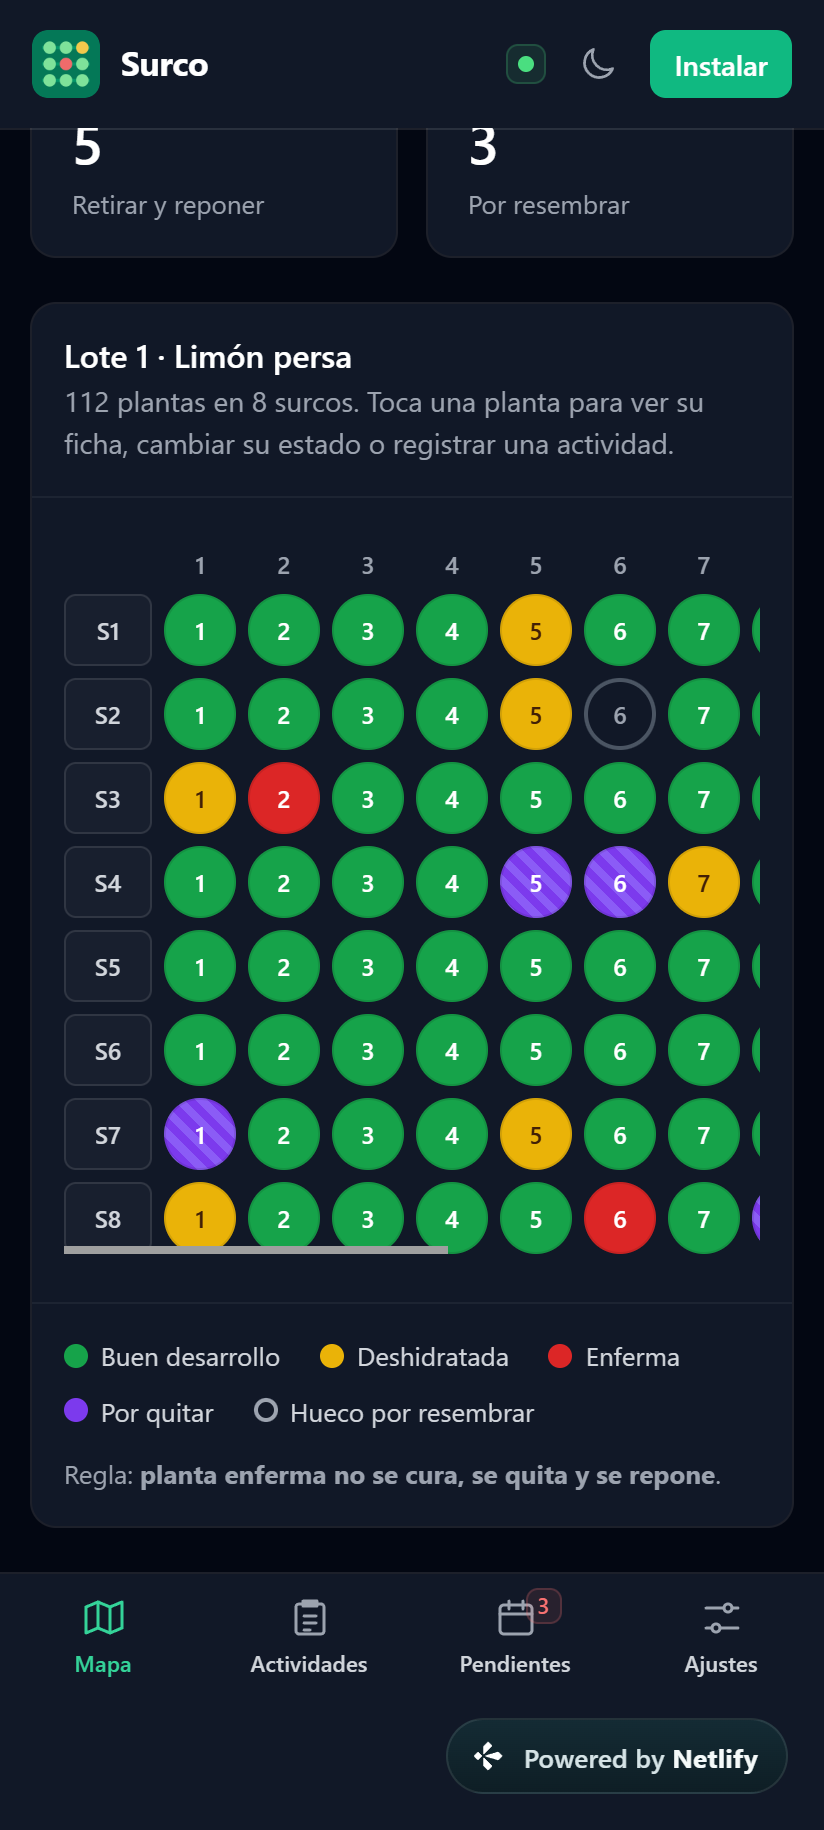 Surco
Instalar
5
Retirar y reponer
3
Por resembrar
Lote 1 · Limón persa
112 plantas en 8 surcos. Toca una planta para ver su
ficha, cambiar su estado o registrar una actividad.
1 2 3 4 5 6 7
S1 1 2 3 4 5 6 7
S2 1 2 3 4 5 6 7
S3 1 2 3 4 5 6 7
S4 1 2 3 4 5 6 7
S5 1 2 3 4 5 6 7
S6 1 2 3 4 5 6 7
S7 1 2 3 4 5 6 7
S8 1 2 3 4 5 6 7
Buen desarrollo Deshidratada Enferma
Por quitar Hueco por resembrar
Regla: planta enferma no se cura, se quita y se repone.
3
Mapa Actividades Pendientes Ajustes
Powered by Netlify